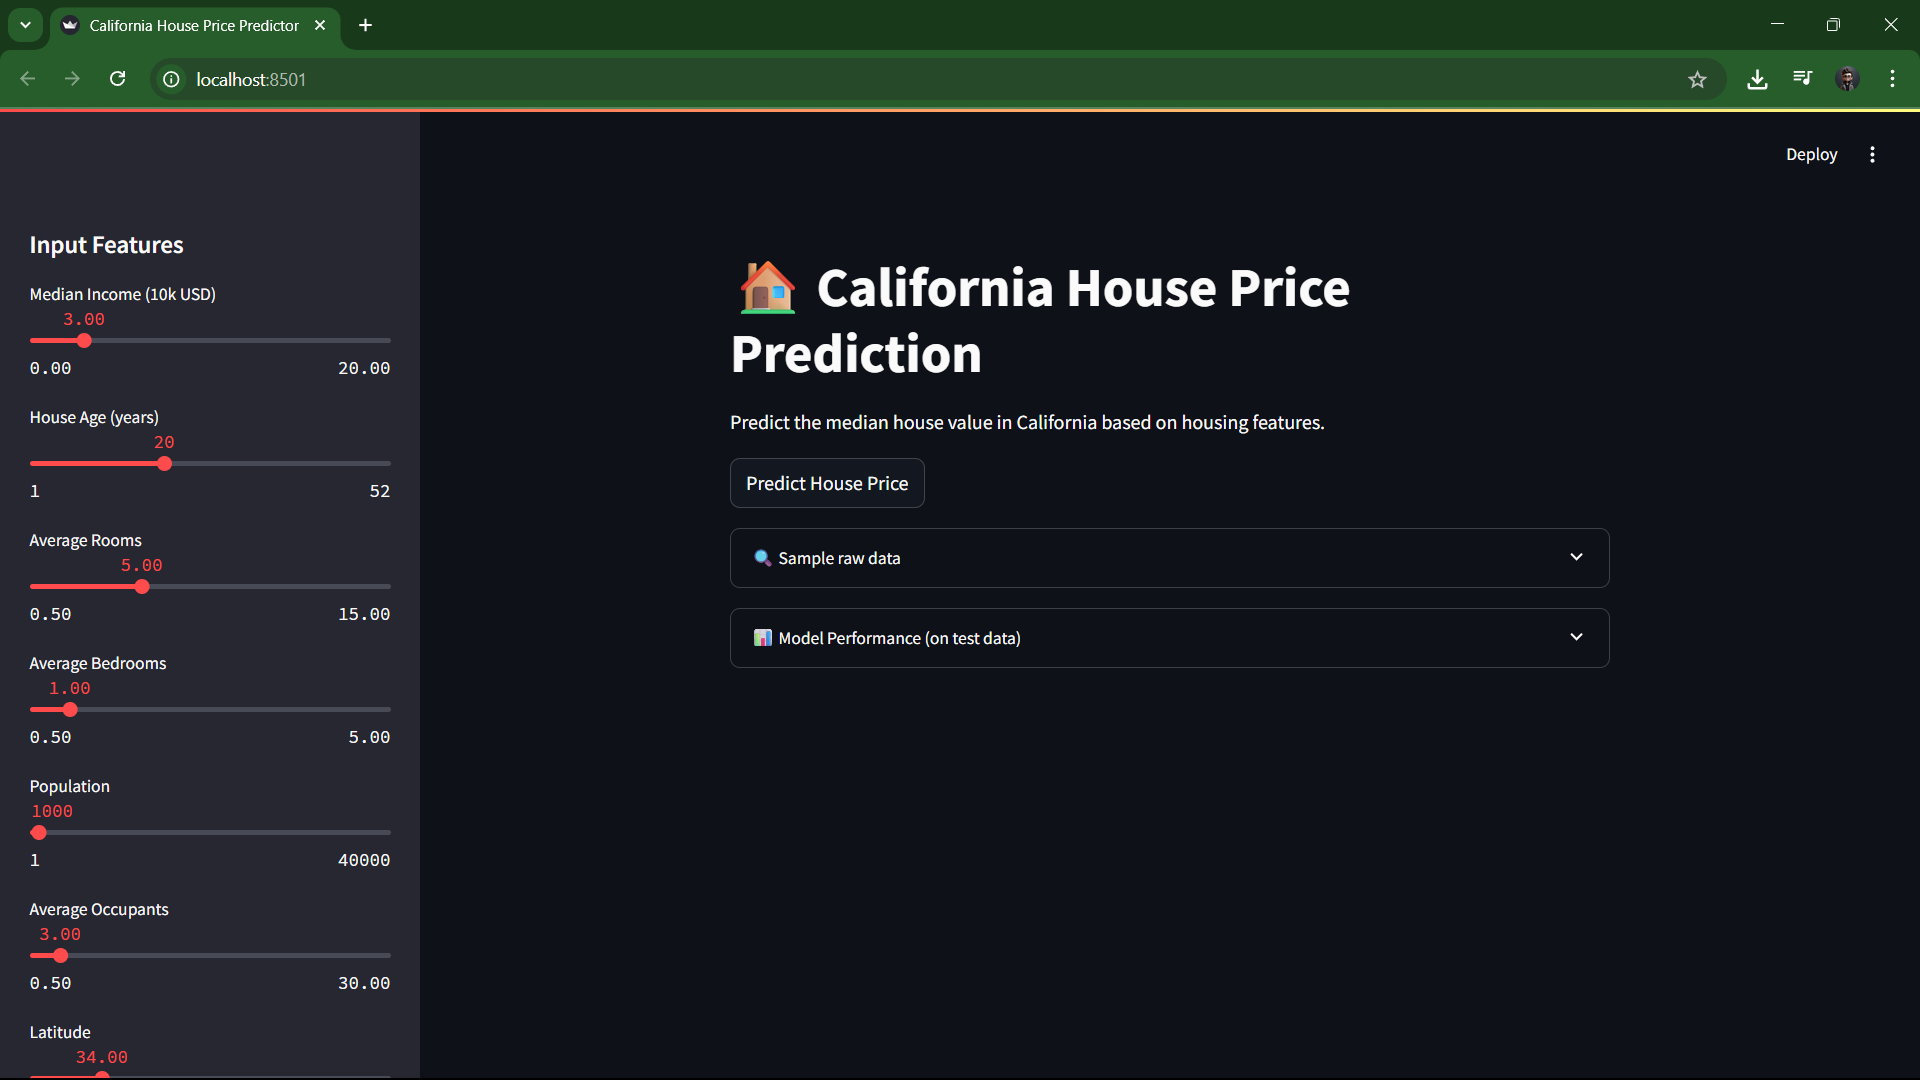 California House Price Predictor
localhost:8501
Deploy
Input Features
Median Income (10k USD)
3.00
0.00 20.00
House Age (years)
20
1 52
Average Rooms
5.00
0.50 15.00
Average Bedrooms
1.00
0.50 5.00
Population
1000
1 40000
Average Occupants
3.00
0.50 30.00
Latitude
34.00
California House Price
Prediction
Predict the median house value in California based on housing features.
Predict House Price
Sample raw data
Model Performance (on test data)